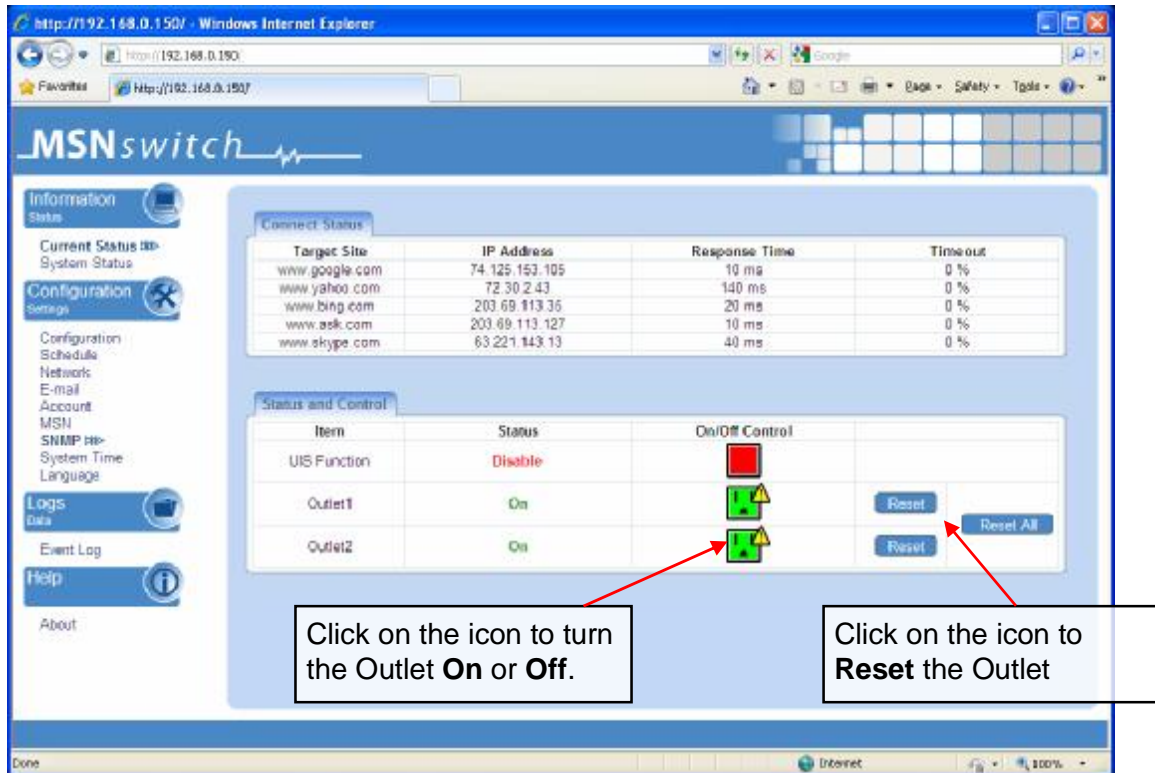 http://192.168.0.150/ - Windows Internet Explorer
http://192.168.0.150/
Google
Favorites
http://192.168.0.150/
Page
Safety
Tools
MSNswitch
Information
Status
Current Status
System Status
Configuration
Settings
Configuration
Schedule
Network
E-mail
Account
MSN
SNMP
System Time
Language
Logs
Data
Event Log
Help
About
Connect Status
Target Site IP Address Response Time Timeout
www.google.com 74.125.153.105 10 ms 0 %
www.yahoo.com 72.30.2.43 140 ms 0 %
www.bing.com 203.69.113.35 20 ms 0 %
www.ask.com 203.69.113.127 10 ms 0 %
www.skype.com 63.221.143.13 40 ms 0 %
Status and Control
Item Status On/Off Control
UIS Function Disable
Outlet1 On Reset
Reset All
Outlet2 On Reset
Click on the icon to turn
the Outlet On or Off.
Click on the icon to
Reset the Outlet
Done
Internet
100%